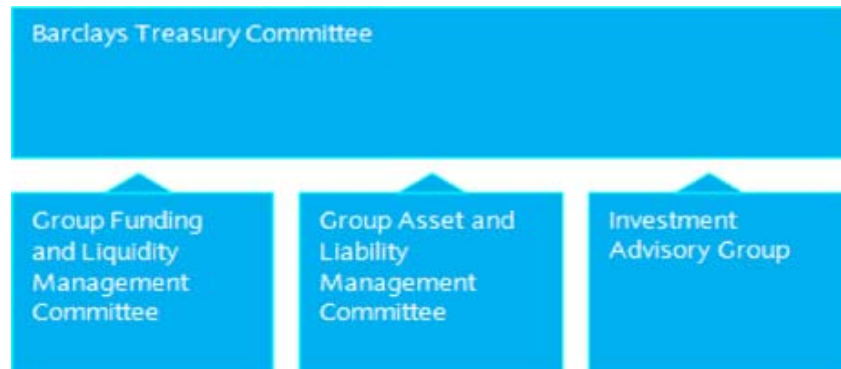 Barclays Treasury Committee
Group Funding
and Liquidity
Management
Committee
Group Asset and
Liability
Management
Committee
Investment
Advisory Group